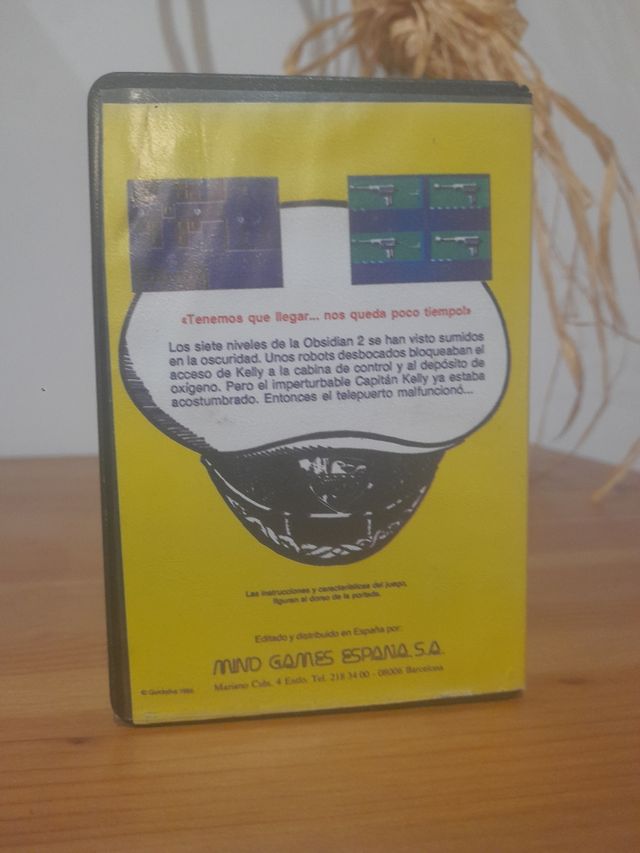 «Tenemos que llegar... nos queda poco tiempo!»
Los siete niveles de la Obsidian 2 se han visto sumidos
en la oscuridad. Unos robots desbocados bloqueaban el
acceso de Kelly a la cabina de control y al depósito de
oxígeno. Pero el imperturbable Capitán Kelly ya estaba
acostumbrado. Entonces el telepuerto malfuncionó...
Las instrucciones y características del juego,
figuran al dorso de la portada.
Editado y distribuido en España por:
MIND GAMES ESPAÑA, S.A.
Mariano Cubí, 4 Entlo. Tel. 218 34 00 - 08006 Barcelona
© Quicksilva 1986